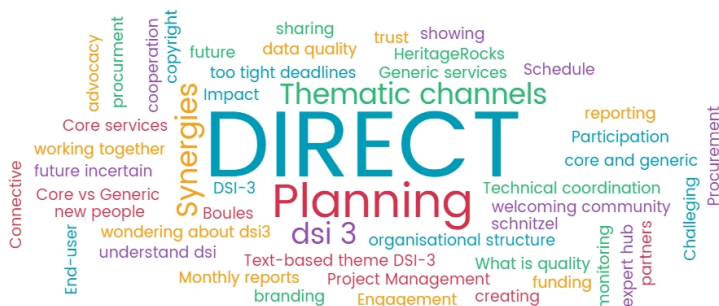 sharing
trust
showing
advocacy
procurment
cooperation
copyright
future
data quality
HeritageRocks
too tight deadlines
Generic services
Schedule
Impact
Thematic channels
Synergies
DIRECT
reporting
Procurement
Core services
Participation
working together
core and generic
future incertain
Connective
DSI-3
Planning
Technical coordination
Core vs Generic
new people
Boules
welcoming community
schnitzel
Challeging
End-user
wondering about dsi3
dsi 3
organisational structure
monitoring
expert hub
partners
understand dsi
Text-based theme DSI-3
What is quality
Monthly reports
Project Management
funding
branding
Engagement
creating